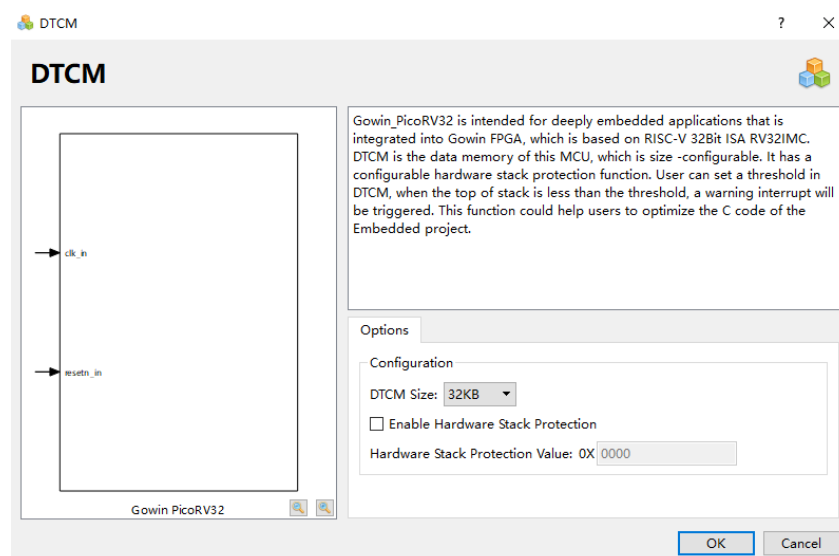 DTCM
?
DTCM
clk_in
resetn_in
Gowin PicoRV32
Gowin_PicoRV32 is intended for deeply embedded applications that is
integrated into Gowin FPGA, which is based on RISC-V 32Bit ISA RV32IMC.
DTCM is the data memory of this MCU, which is size -configurable. It has a
configurable hardware stack protection function. User can set a threshold in
DTCM, when the top of stack is less than the threshold, a warning interrupt will
be triggered. This function could help users to optimize the C code of the
Embedded project.
Options
Configuration
DTCM Size: 32KB
Enable Hardware Stack Protection
Hardware Stack Protection Value: 0X 0000
OK Cancel